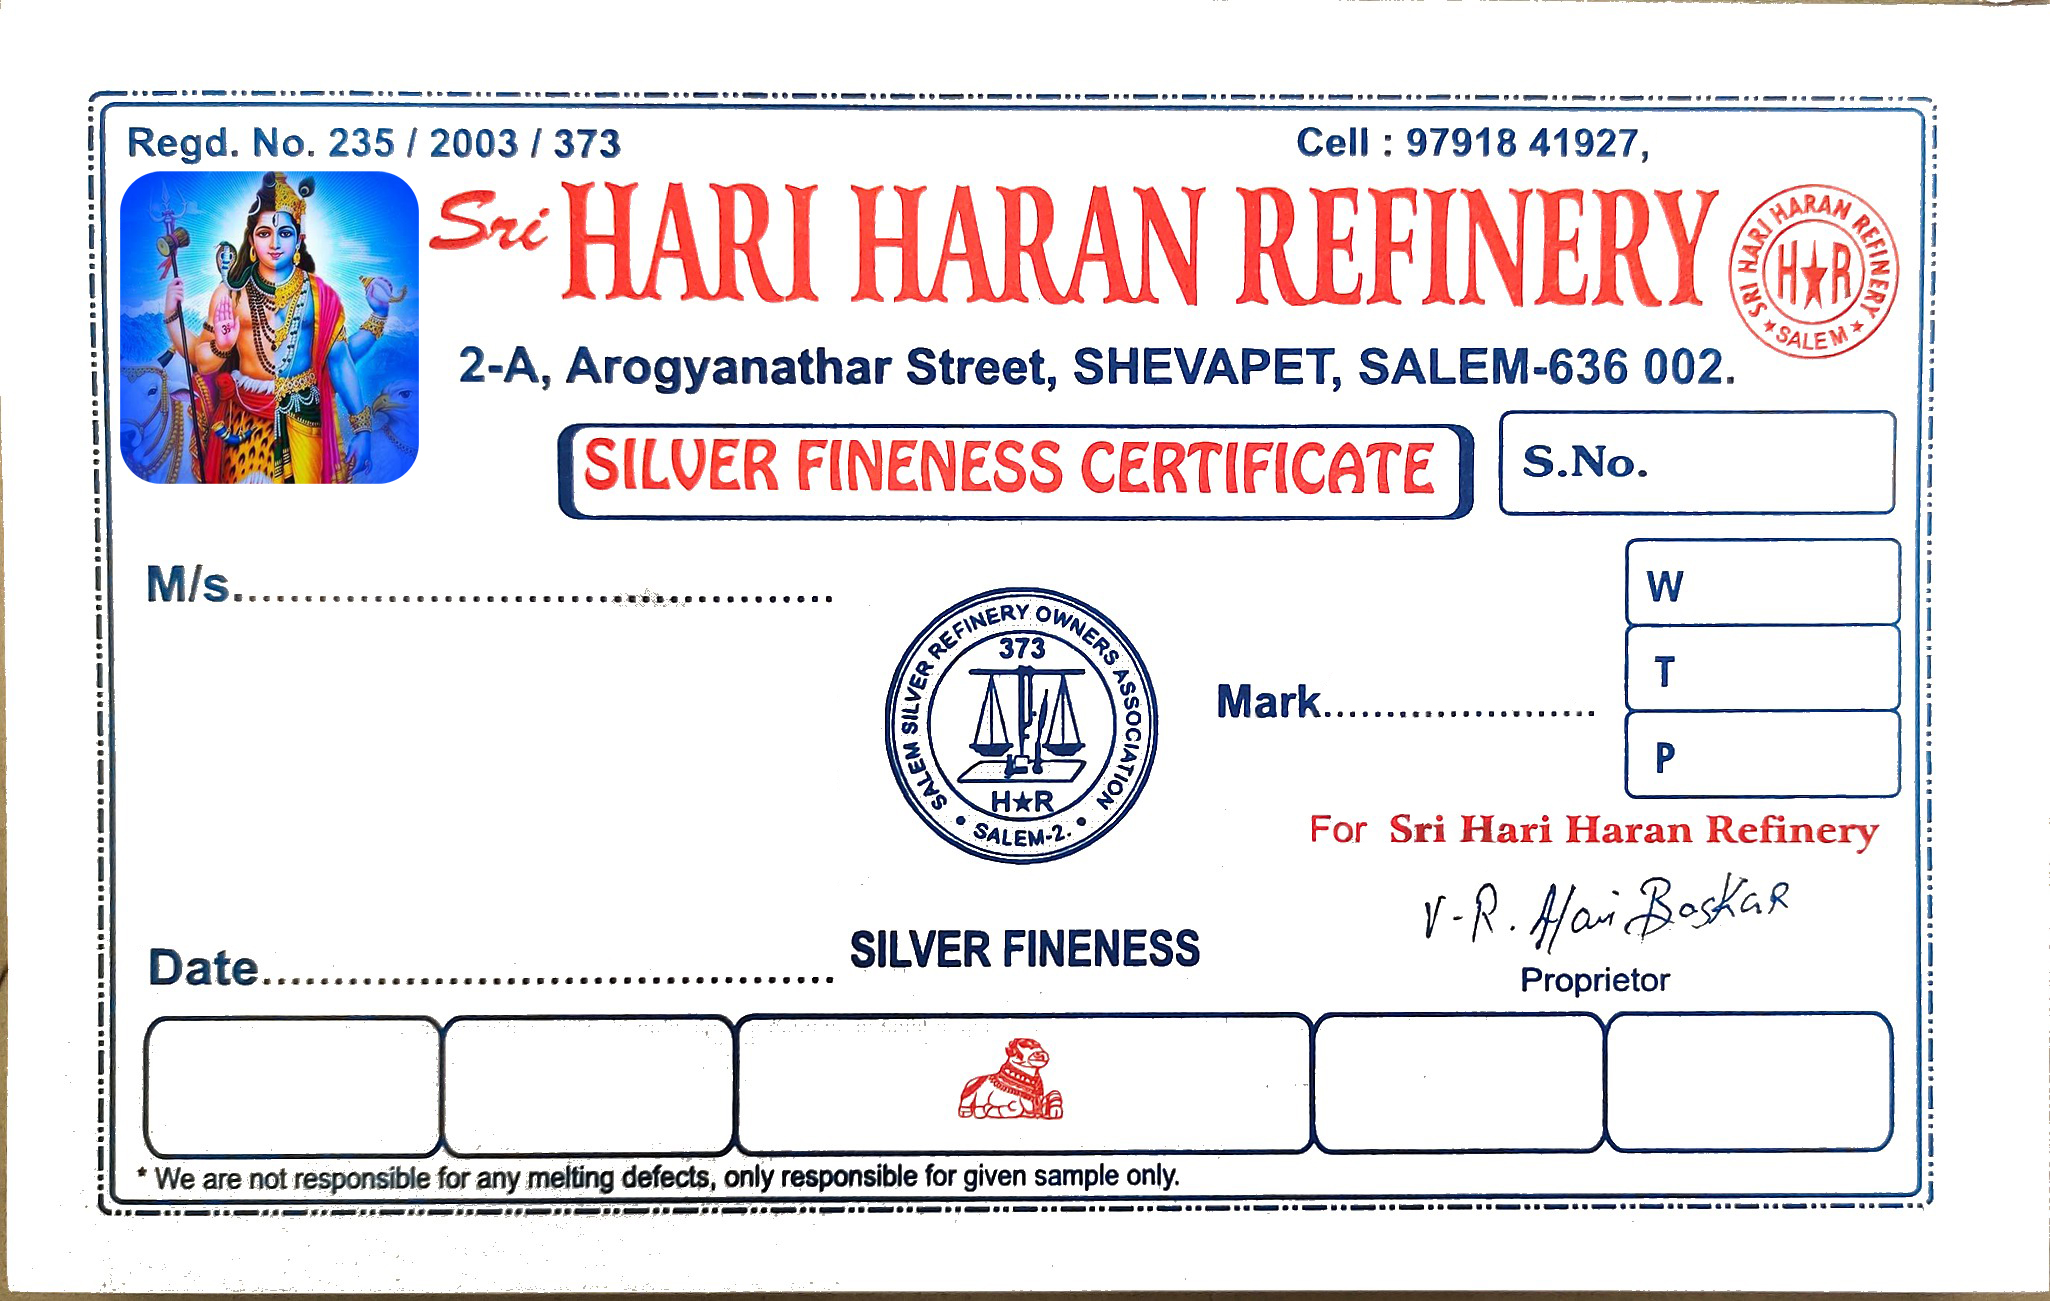 Regd. No. 235 / 2003 / 373
Cell : 97918 41927,
Sri HARI HARAN REFINERY
SRI HARI HARAN REFINERY
H★R
★ SALEM ★
2-A, Arogyanathar Street, SHEVAPET, SALEM-636 002.
SILVER FINENESS CERTIFICATE
S.No.
M/s.
W
T
P
SALEM SILVER REFINERY OWNERS ASSOCIATION
373
H★R
• SALEM-2. •
Mark
For Sri Hari Haran Refinery
V-R. Hari Baskar
Proprietor
Date
SILVER FINENESS
* We are not responsible for any melting defects, only responsible for given sample only.
ॐ